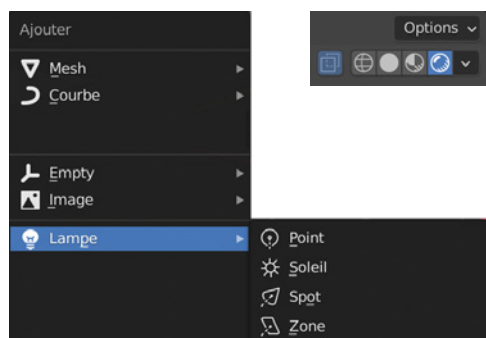 Ajouter
Options
Mesh
Courbe
Empty
Image
Lampe
Point
Soleil
Spot
Zone